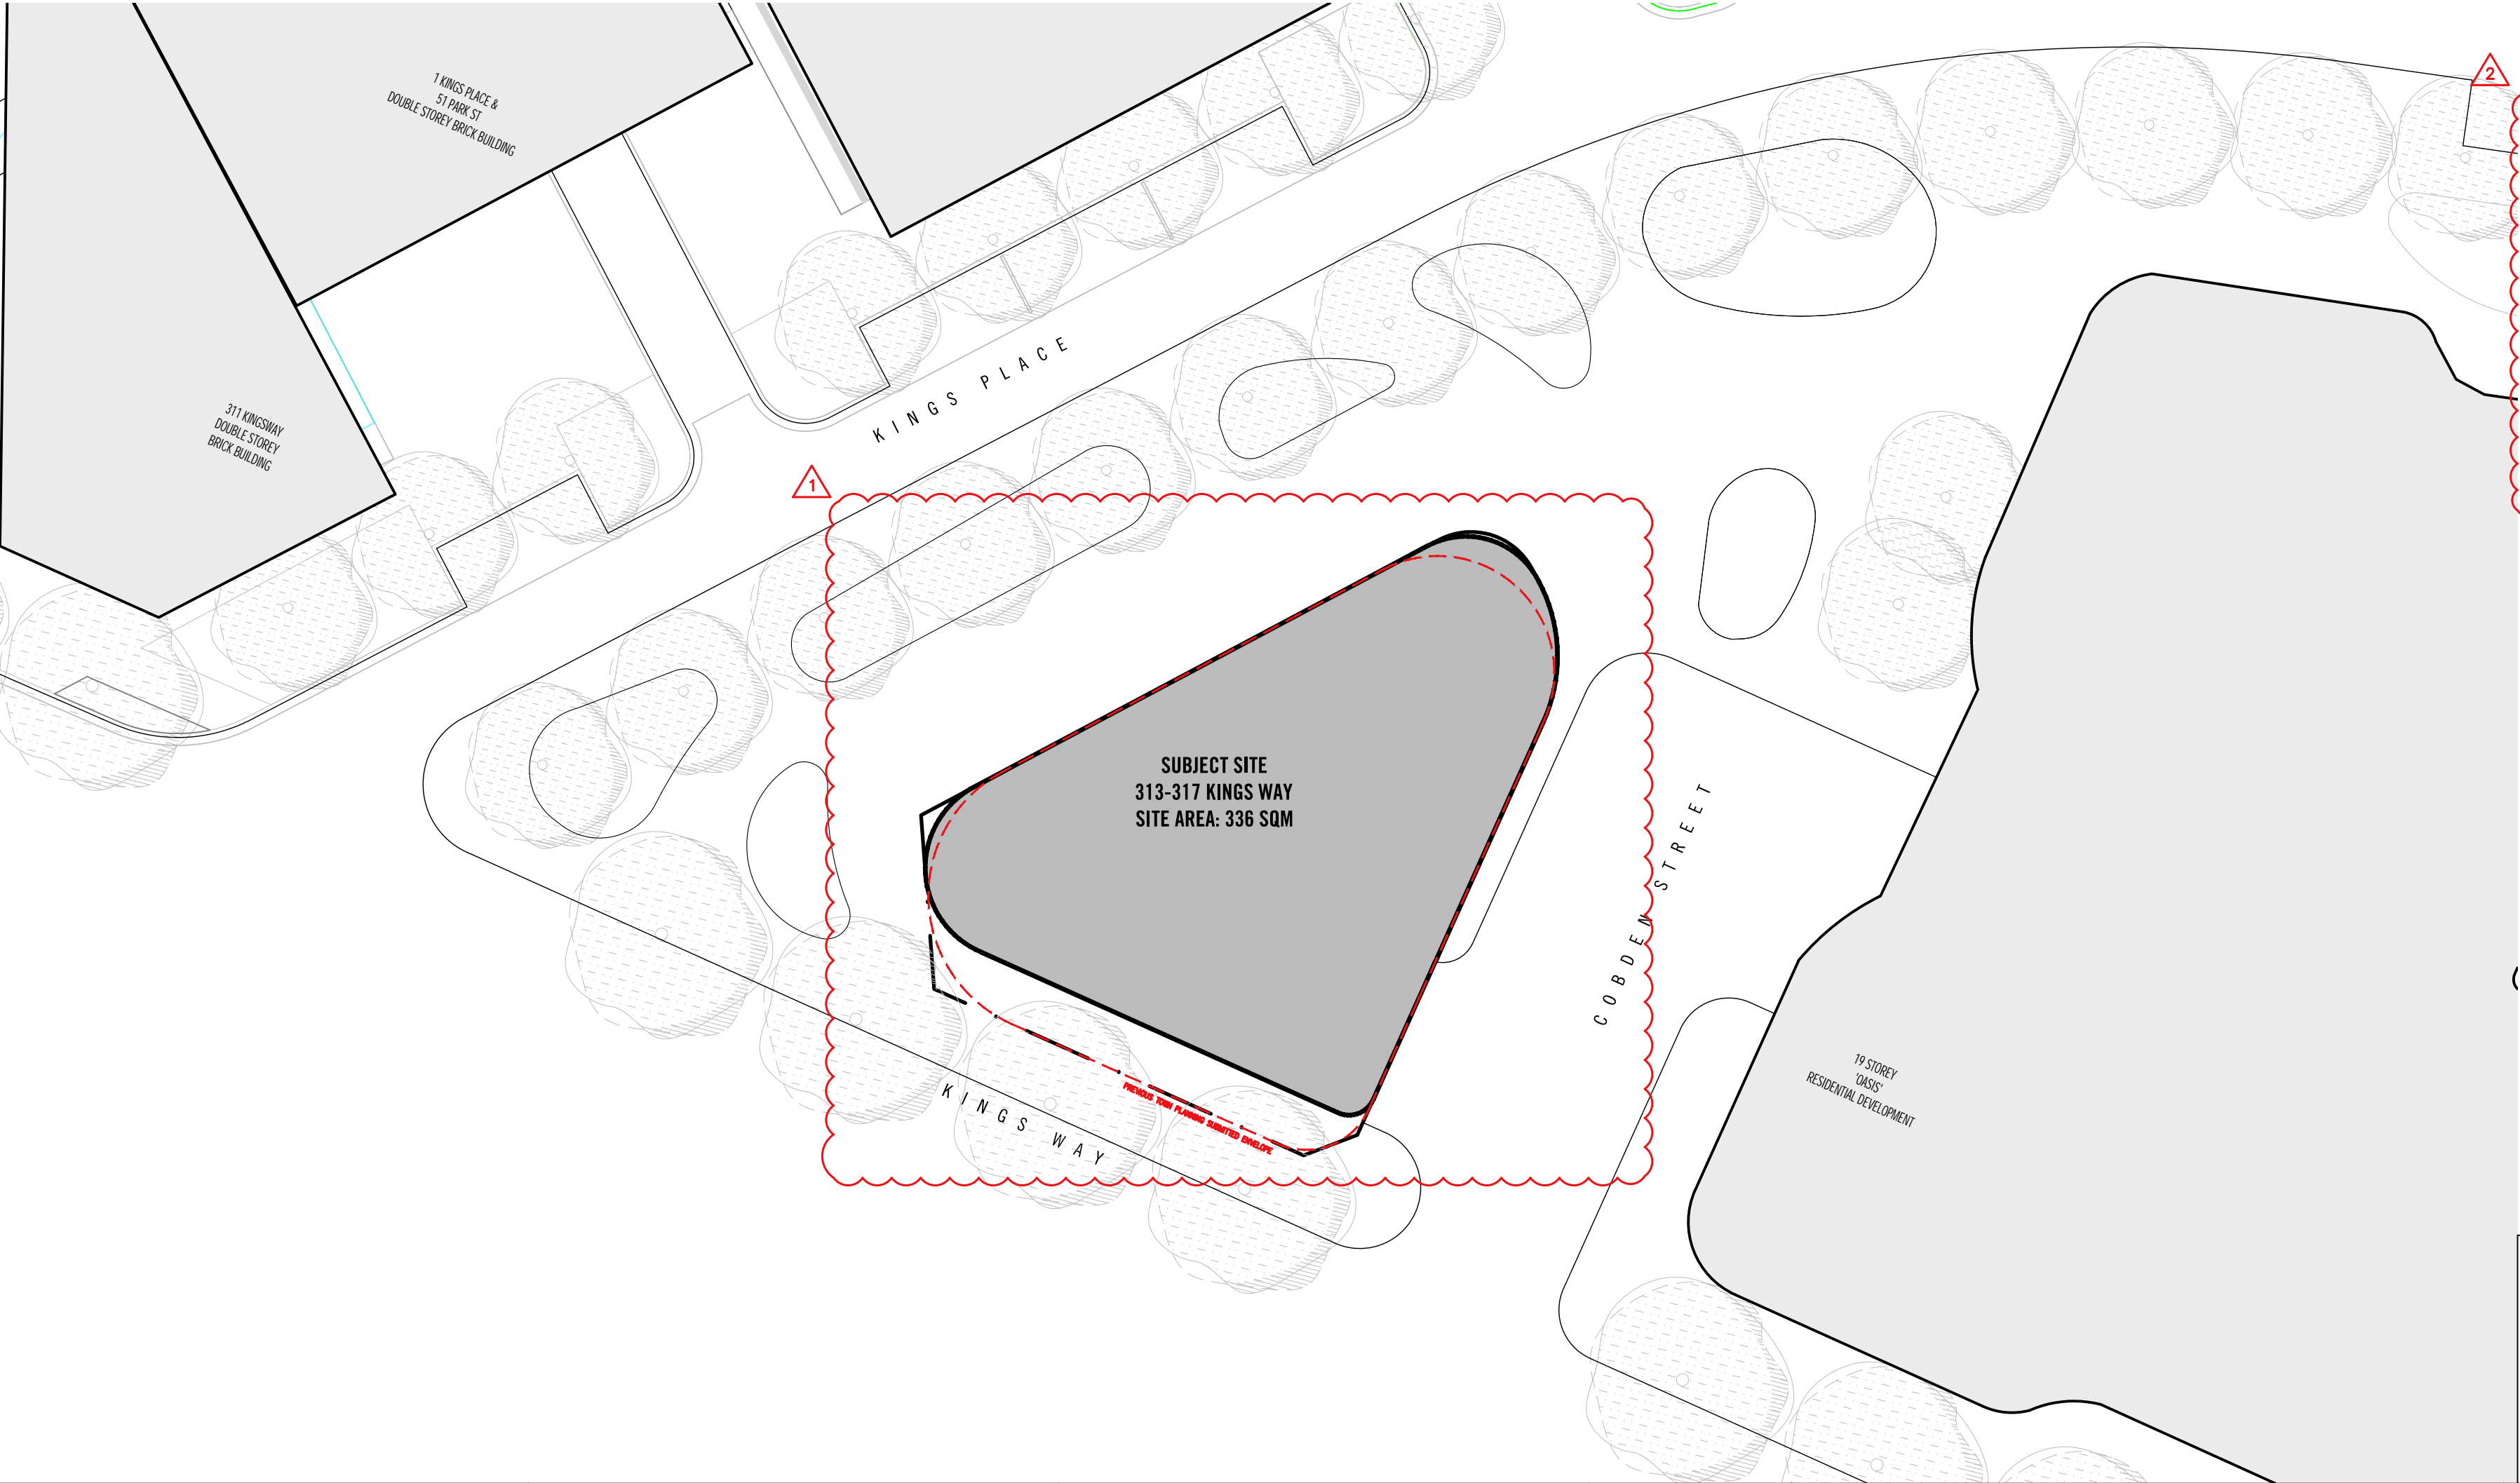 1 KINGS PLACE &
51 PARK ST
DOUBLE STOREY BRICK BUILDING
2
311 KINGSWAY
DOUBLE STOREY
BRICK BUILDING
KINGS PLACE
1
SUBJECT SITE
313-317 KINGS WAY
SITE AREA: 336 SQM
COBDEN STREET
PREVIOUS TOWN PLANNING SUBMITTED ENVELOPE
KINGS WAY
19 STOREY
'OASIS'
RESIDENTIAL DEVELOPMENT